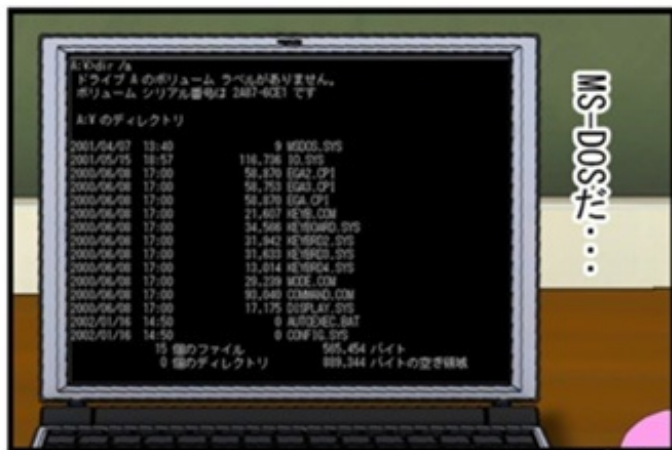 A:¥>dir /a
ドライブ A のボリューム ラベルがありません。
ボリューム シリアル番号は 2A87-6CE1 です
A:¥ のディレクトリ
2001/04/07 13:40 9 MSDOS.SYS
2001/05/15 18:57 116,736 IO.SYS
2000/06/08 17:00 58,870 EGA2.CPI
2000/06/08 17:00 58,753 EGA3.CPI
2000/06/08 17:00 58,870 EGA.CPI
2000/06/08 17:00 21,607 KEYB.COM
2000/06/08 17:00 34,566 KEYBOARD.SYS
2000/06/08 17:00 31,942 KEYBRD2.SYS
2000/06/08 17:00 31,633 KEYBRD3.SYS
2000/06/08 17:00 13,014 KEYBRD4.SYS
2000/06/08 17:00 29,239 MODE.COM
2000/06/08 17:00 93,040 COMMAND.COM
2000/06/08 17:00 17,175 DISPLAY.SYS
2002/01/16 14:50 0 AUTOEXEC.BAT
2002/01/16 14:50 0 CONFIG.SYS
15 個のファイル 565,454 バイト
0 個のディレクトリ 889,344 バイトの空き領域
MS-DOSだ・・・